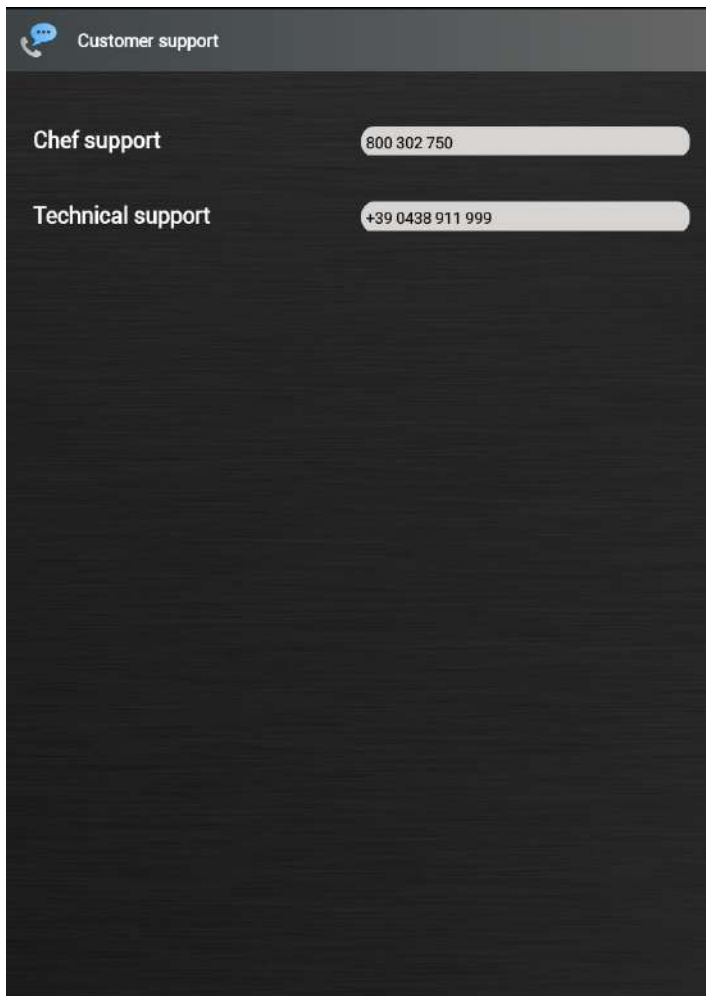 Customer support
Chef support 800 302 750
Technical support +39 0438 911 999